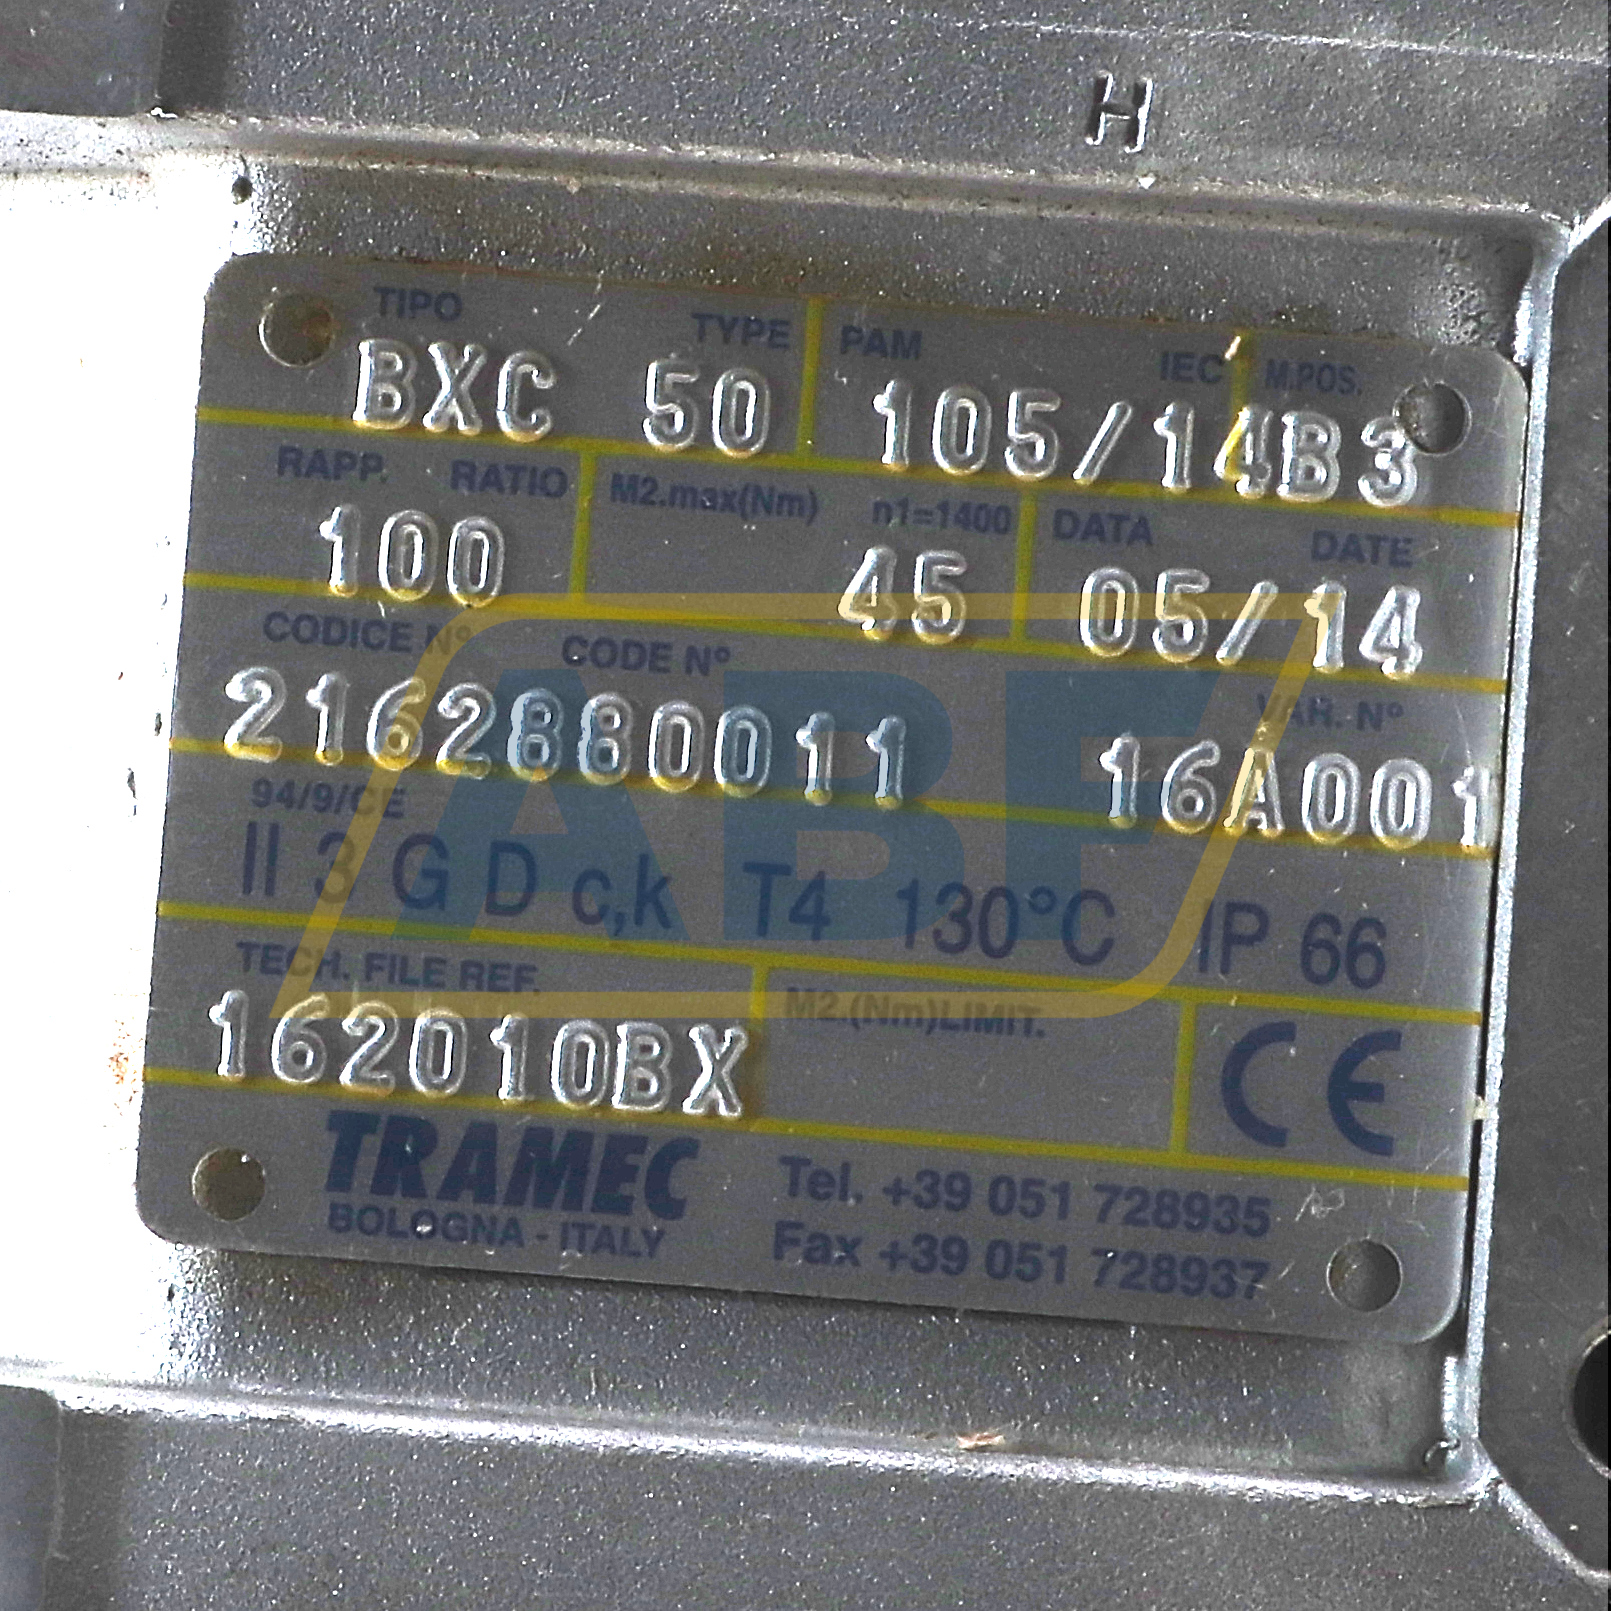 H
TIPO TYPE PAM IEC M.POS.
BXC 50 105/14B3
RAPP. RATIO M2.max(Nm) n1=1400 DATA DATE
100 45 05/14
CODICE N° CODE N° VAR. N°
2162880011 16A001
94/9/CE
II 3 G D c,k T4 130°C IP 66
TECH. FILE REF. M2.(Nm)LIMIT.
162010BX CE
TRAMEC
BOLOGNA - ITALY
Tel. +39 051 728935
Fax +39 051 728937
ABF